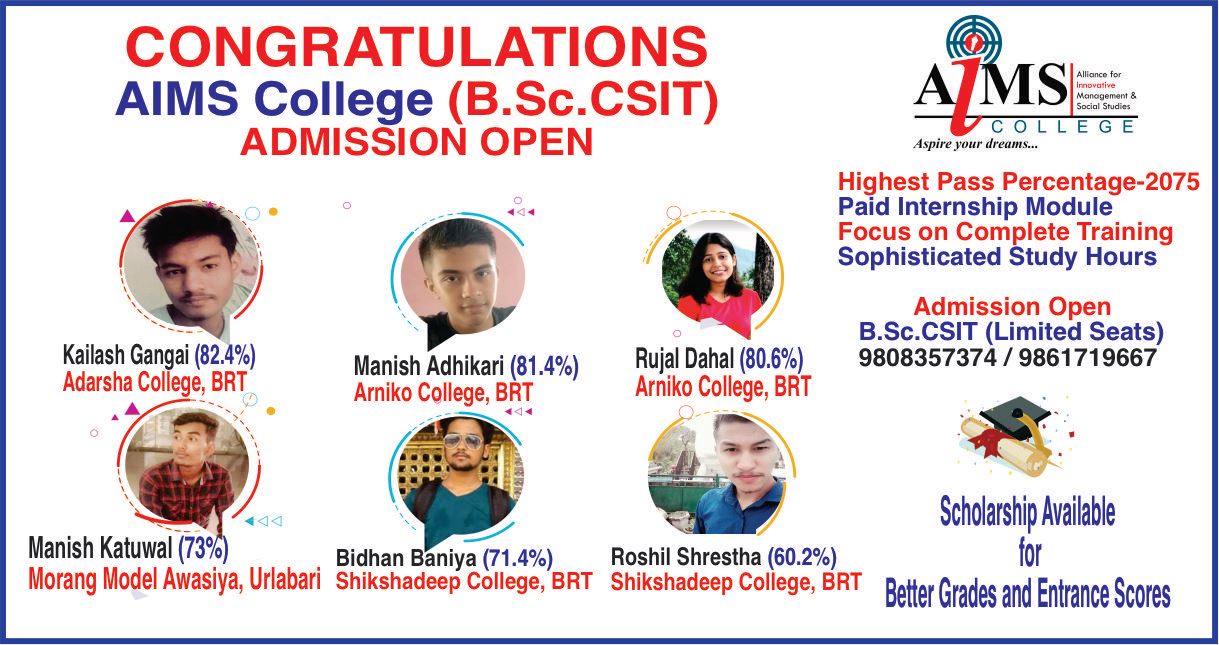 CONGRATULATIONS
AIMS College (B.Sc.CSIT)
ADMISSION OPEN
AiMS
Alliance for
Innovative
Management &
Social Studies
COLLEGE
Aspire your dreams...
Highest Pass Percentage-2075
Paid Internship Module
Focus on Complete Training
Sophisticated Study Hours
Admission Open
B.Sc.CSIT (Limited Seats)
9808357374 / 9861719667
Kailash Gangai (82.4%)
Adarsha College, BRT
Manish Adhikari (81.4%)
Arniko College, BRT
Rujal Dahal (80.6%)
Arniko College, BRT
Manish Katuwal (73%)
Morang Model Awasiya, Urlabari
Bidhan Baniya (71.4%)
Shikshadeep College, BRT
Roshil Shrestha (60.2%)
Shikshadeep College, BRT
Scholarship Available
for
Better Grades and Entrance Scores